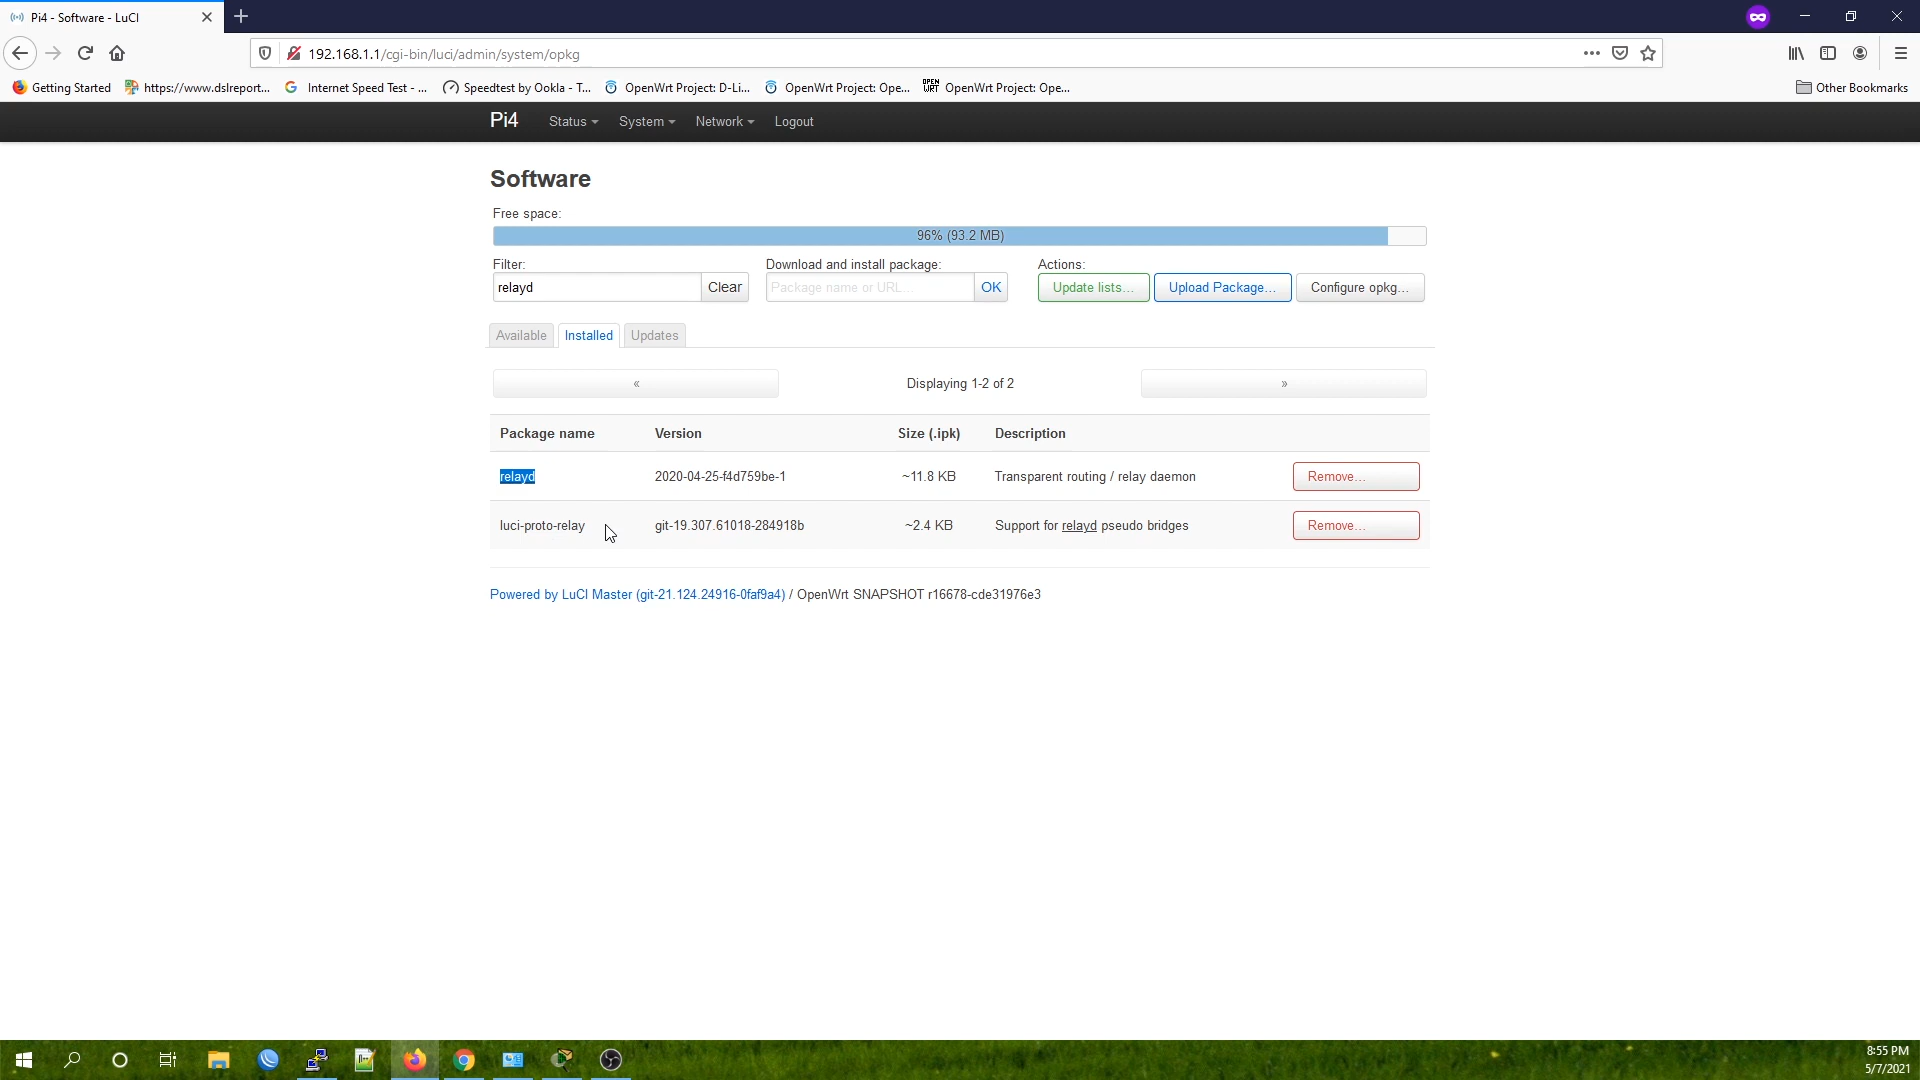 Pi4 - Software - LuCI
192.168.1.1/cgi-bin/luci/admin/system/opkg
Getting Started https://www.dslreport... Internet Speed Test - ... Speedtest by Ookla - T... OpenWrt Project: D-Li... OpenWrt Project: Ope... OPEN WRT OpenWrt Project: Ope... Other Bookmarks
Pi4 Status System Network Logout
Software
Free space:
96% (93.2 MB)
Filter: Download and install package: Actions:
relayd Clear Package name or URL... OK Update lists... Upload Package... Configure opkg...
Available Installed Updates
« Displaying 1-2 of 2 »
Package name Version Size (.ipk) Description
relayd 2020-04-25-f4d759be-1 ~11.8 KB Transparent routing / relay daemon Remove...
luci-proto-relay git-19.307.61018-284918b ~2.4 KB Support for relayd pseudo bridges Remove...
Powered by LuCI Master (git-21.124.24916-0faf9a4) / OpenWrt SNAPSHOT r16678-cde31976e3
8:55 PM
5/7/2021